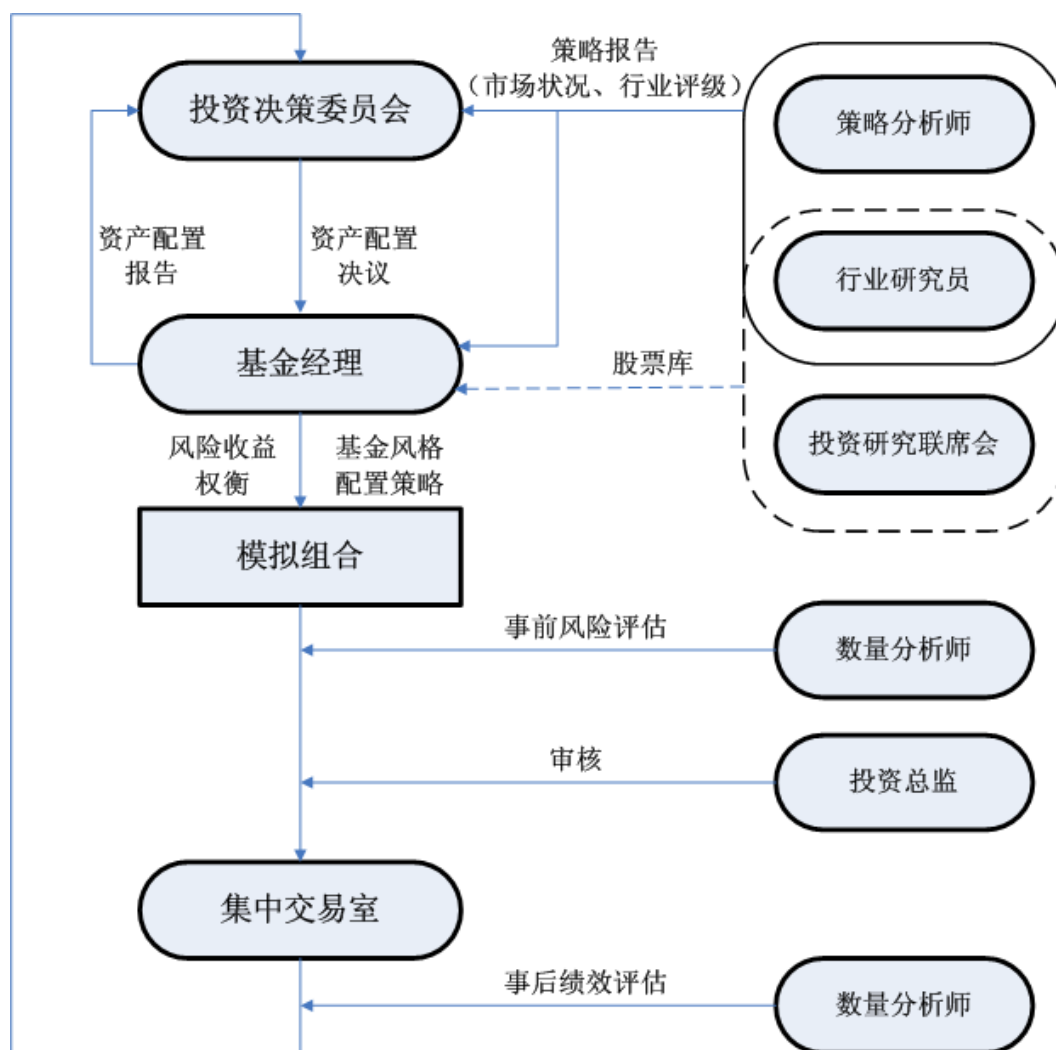 策略报告
（市场状况、行业评级）
投资决策委员会
策略分析师
资产配置
报告
资产配置
决议
行业研究员
基金经理
股票库
风险收益
权衡
基金风格
配置策略
投资研究联席会
模拟组合
事前风险评估
数量分析师
审核
投资总监
集中交易室
事后绩效评估
数量分析师